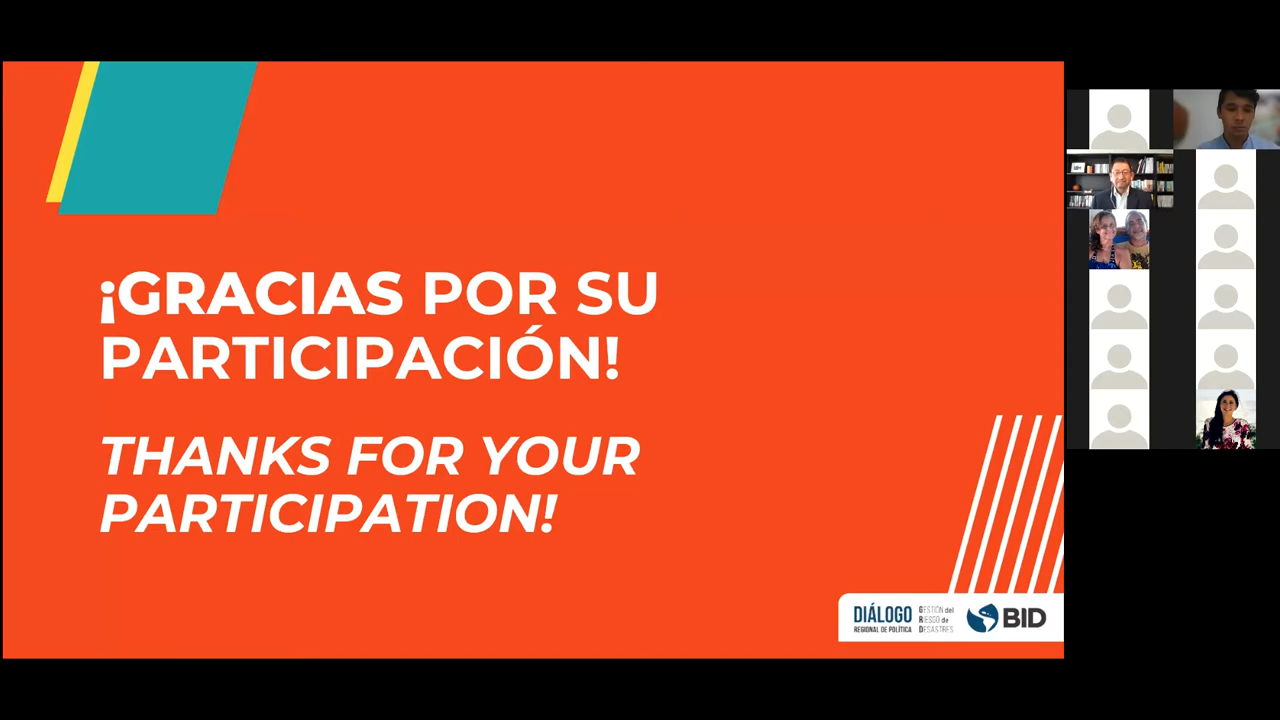 ¡GRACIAS POR SU
PARTICIPACIÓN!
THANKS FOR YOUR
PARTICIPATION!
DIÁLOGO
REGIONAL DE POLÍTICA
GESTIÓN del
RIESGO de
DESASTRES
BID